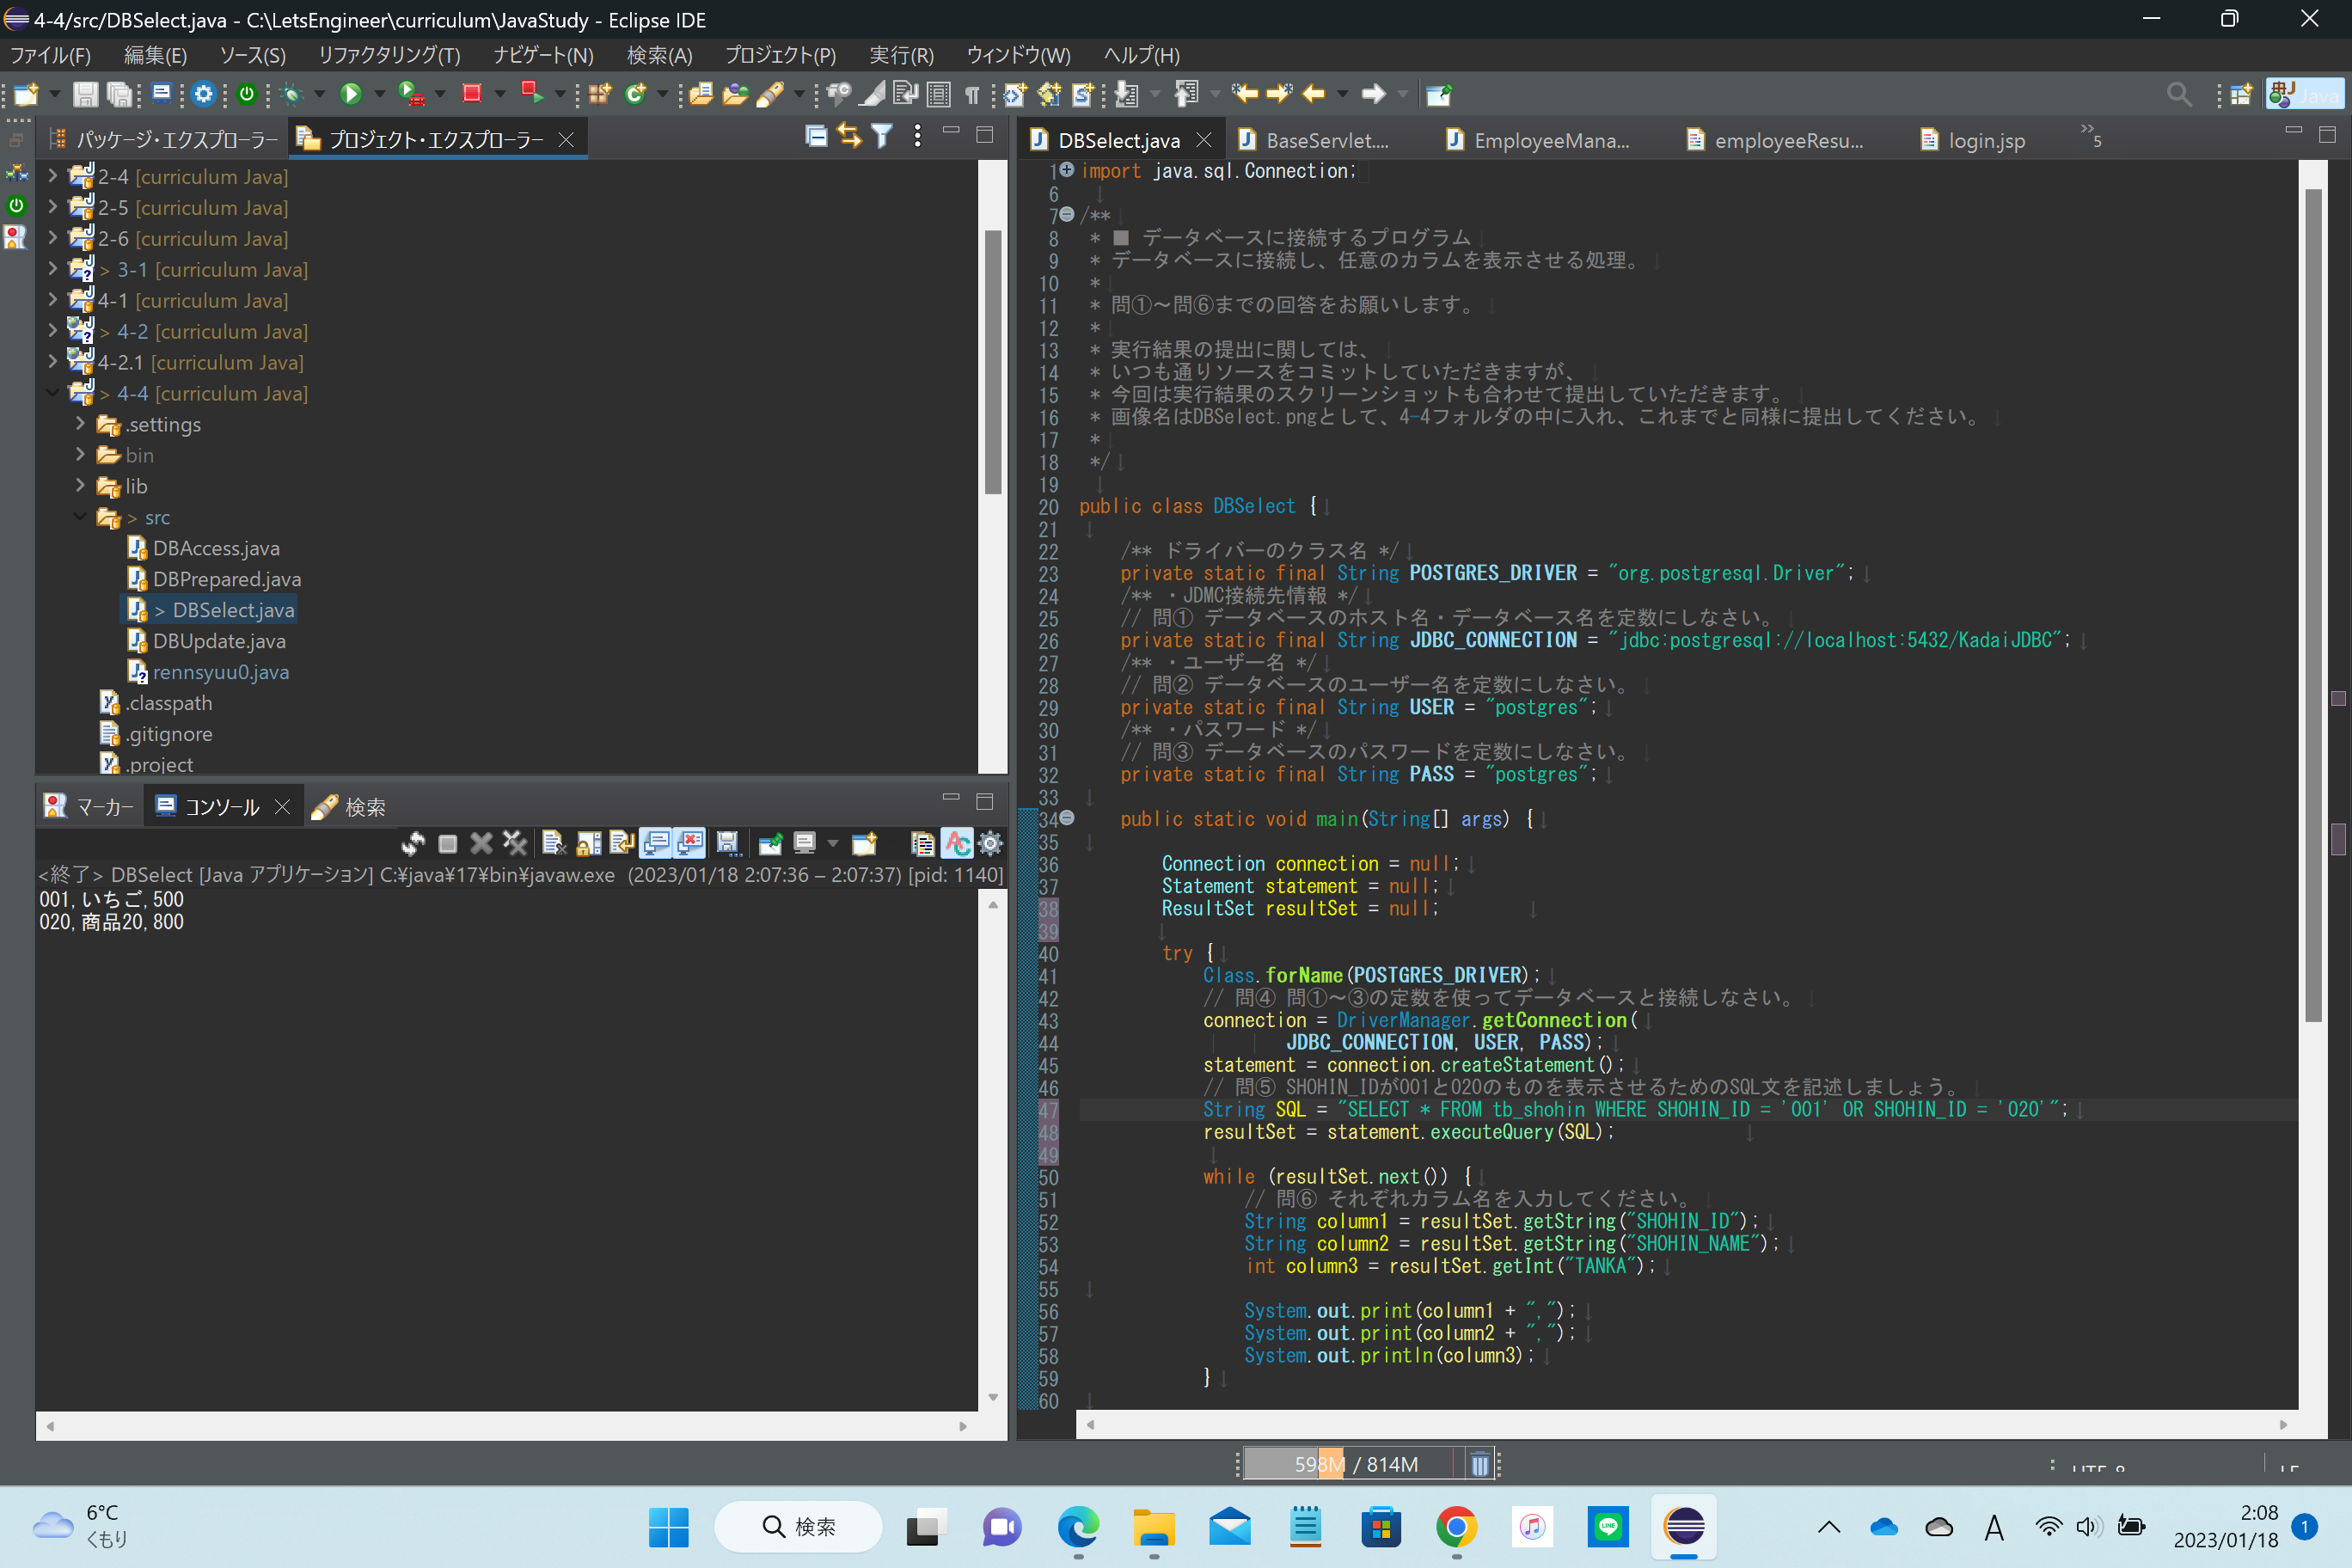 4-4/src/DBSelect.java - C:\LetsEngineer\curriculum\JavaStudy - Eclipse IDE
ファイル(F) 編集(E) ソース(S) リファクタリング(T) ナビゲート(N) 検索(A) プロジェクト(P) 実行(R) ウィンドウ(W) ヘルプ(H)
Java
パッケージ・エクスプローラー プロジェクト・エクスプローラー
2-4 [curriculum Java]
2-5 [curriculum Java]
2-6 [curriculum Java]
> 3-1 [curriculum Java]
4-1 [curriculum Java]
> 4-2 [curriculum Java]
4-2.1 [curriculum Java]
> 4-4 [curriculum Java]
.settings
bin
lib
> src
DBAccess.java
DBPrepared.java
> DBSelect.java
DBUpdate.java
rennsyuu0.java
.classpath
.gitignore
.project
マーカー コンソール 検索
<終了> DBSelect [Java アプリケーション] C:¥java¥17¥bin¥javaw.exe (2023/01/18 2:07:36 – 2:07:37) [pid: 1140]
001,いちご,500
020,商品20,800
DBSelect.java BaseServlet.... EmployeeMana... employeeResu... login.jsp »5
1 import java.sql.Connection;
6
7 /**
8 * ■ データベースに接続するプログラム
9 * データベースに接続し、任意のカラムを表示させる処理。
10 *
11 * 問①～問⑥までの回答をお願いします。
12 *
13 * 実行結果の提出に関しては、
14 * いつも通りソースをコミットしていただきますが、
15 * 今回は実行結果のスクリーンショットも合わせて提出していただきます。
16 * 画像名はDBSelect.pngとして、4-4フォルダの中に入れ、これまでと同様に提出してください。
17 *
18 */
19
20 public class DBSelect {
21
22 /** ドライバーのクラス名 */
23 private static final String POSTGRES_DRIVER = "org.postgresql.Driver";
24 /** ・JDMC接続先情報 */
25 // 問① データベースのホスト名・データベース名を定数にしなさい。
26 private static final String JDBC_CONNECTION = "jdbc:postgresql://localhost:5432/KadaiJDBC";
27 /** ・ユーザー名 */
28 // 問② データベースのユーザー名を定数にしなさい。
29 private static final String USER = "postgres";
30 /** ・パスワード */
31 // 問③ データベースのパスワードを定数にしなさい。
32 private static final String PASS = "postgres";
33
34 public static void main(String[] args) {
35
36 Connection connection = null;
37 Statement statement = null;
38 ResultSet resultSet = null;
39
40 try {
41 Class.forName(POSTGRES_DRIVER);
42 // 問④ 問①～③の定数を使ってデータベースと接続しなさい。
43 connection = DriverManager.getConnection(
44 JDBC_CONNECTION, USER, PASS);
45 statement = connection.createStatement();
46 // 問⑤ SHOHIN_IDが001と020のものを表示させるためのSQL文を記述しましょう。
47 String SQL = "SELECT * FROM tb_shohin WHERE SHOHIN_ID = '001' OR SHOHIN_ID = '020'";
48 resultSet = statement.executeQuery(SQL);
49
50 while (resultSet.next()) {
51 // 問⑥ それぞれカラム名を入力してください。
52 String column1 = resultSet.getString("SHOHIN_ID");
53 String column2 = resultSet.getString("SHOHIN_NAME");
54 int column3 = resultSet.getInt("TANKA");
55
56 System.out.print(column1 + ",");
57 System.out.print(column2 + ",");
58 System.out.println(column3);
59 }
60
598M / 814M
6°C
くもり
検索
LINE
A
2:08
2023/01/18
1